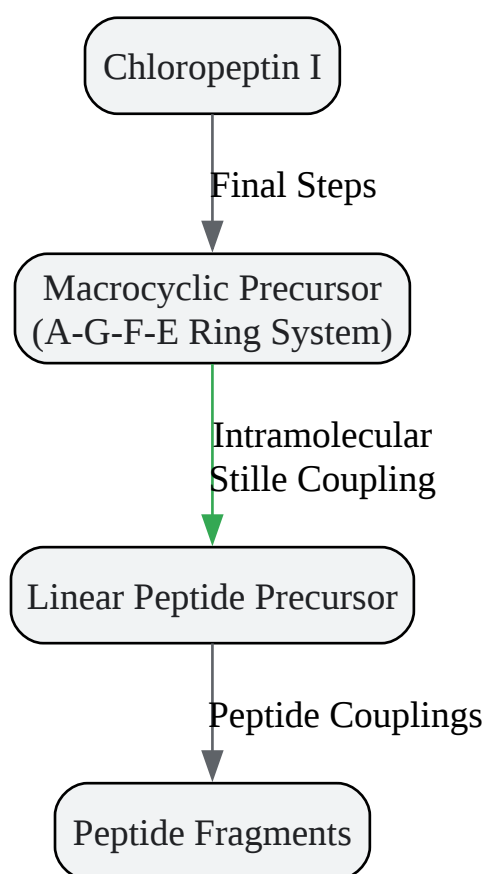 Chloropeptin I
Final Steps
Macrocyclic Precursor
(A-G-F-E Ring System)
Intramolecular
Stille Coupling
Linear Peptide Precursor
Peptide Couplings
Peptide Fragments